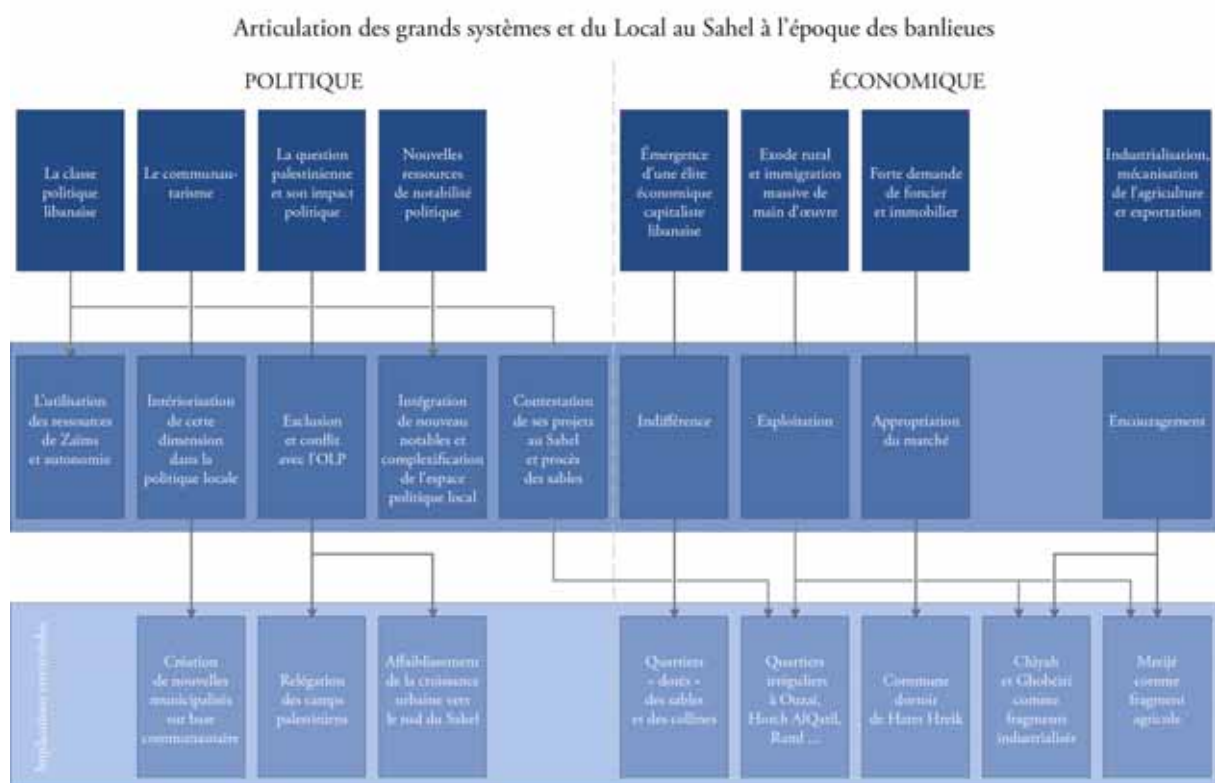 Articulation des grands systèmes et du Local au Sahel à l'époque des banlieues
POLITIQUE
ÉCONOMIQUE
La classe
politique
libanaise
Le communau-
tarisme
La question
palestinienne
et son impact
politique
Nouvelles
ressources
de notabilité
politique
Émergence
d'une élite
économique
capitaliste
libanaise
Exode rural
et immigration
massive de
main d'œuvre
Forte demande
de foncier
et immobilier
Industrialisation,
mécanisation
de l'agriculture
et exportation
L'utilisation
des ressources
de Zaïms
et autonomie
Intériorisation
de cette
dimension
dans la
politique locale
Exclusion
et conflit
avec l'OLP
Intégration
de nouveau
notables et
complexification
de l'espace
politique local
Contestation
de ses projets
au Sahel
et procès
des sables
Indifférence
Exploitation
Appropriation
du marché
Encouragement
Création
de nouvelles
municipalités
sur base
communautaire
Relégation
des camps
palestiniens
Affaiblissement
de la croissance
urbaine vers
le sud du Sahel
Quartiers
« dorés »
des sables
et des collines
Quartiers
irréguliers
à Ouzaï,
Horch AlQatil,
Raml ...
Commune
dortoir
de Haret Hreik
Chiyah
et Ghobeiri
comme
fragments
industrialisés
Mreijé
comme
fragment
agricole